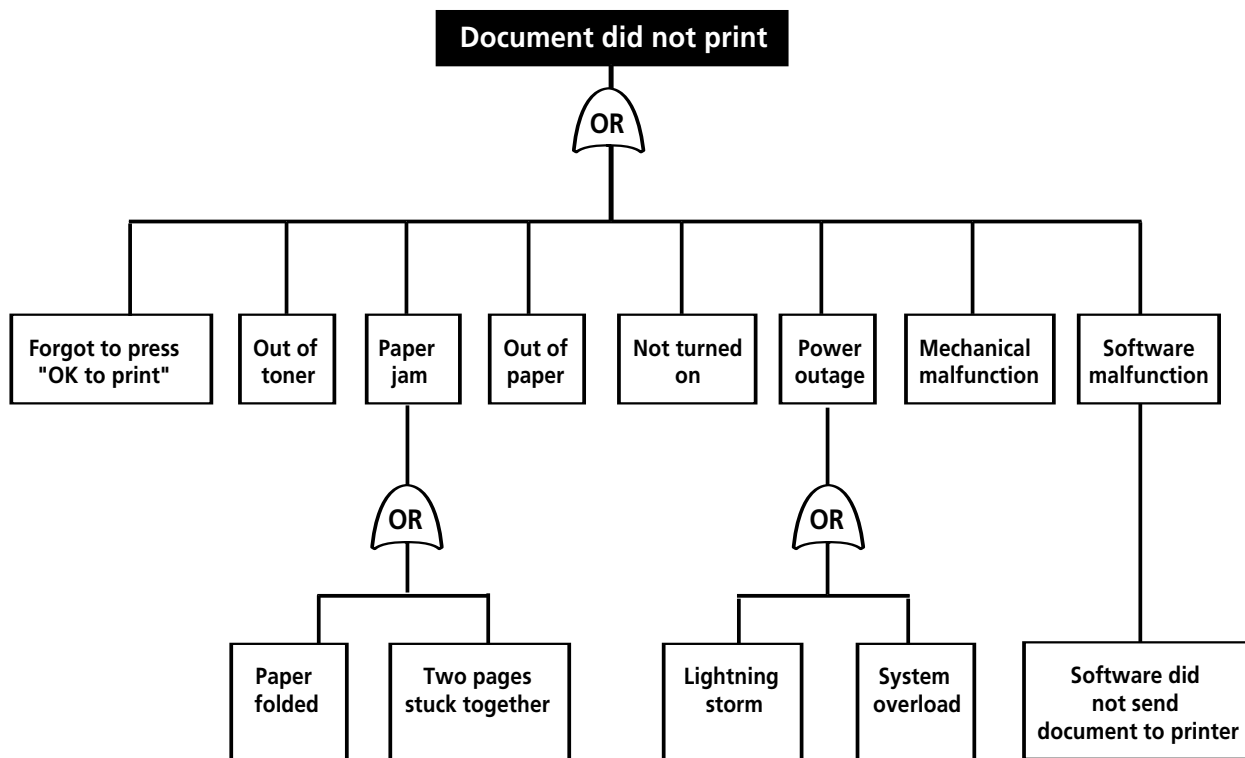 Document did not print
OR
Forgot to press
"OK to print"
Out of
toner
Paper
jam
Out of
paper
Not turned
on
Power
outage
Mechanical
malfunction
Software
malfunction
OR
OR
Paper
folded
Two pages
stuck together
Lightning
storm
System
overload
Software did
not send
document to printer